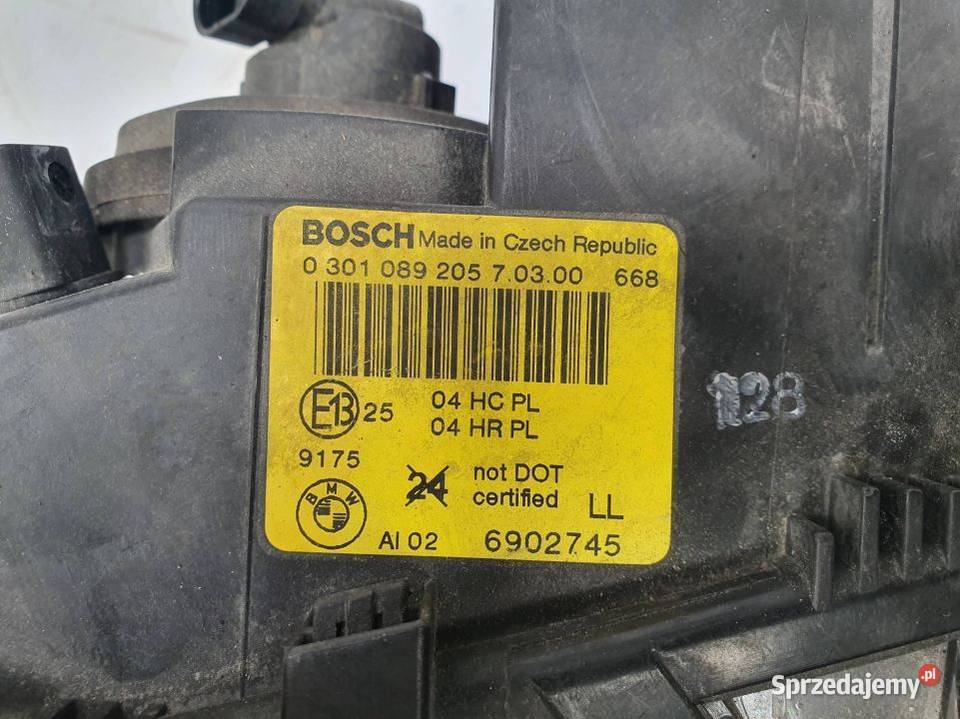 BOSCH Made in Czech Republic
0 301 089 205 7.03.00 668
E13 25 04 HC PL
04 HR PL
9175
24 not DOT
certified LL
BMW
AI 02 6902745
128
Sprzedajemy.pl